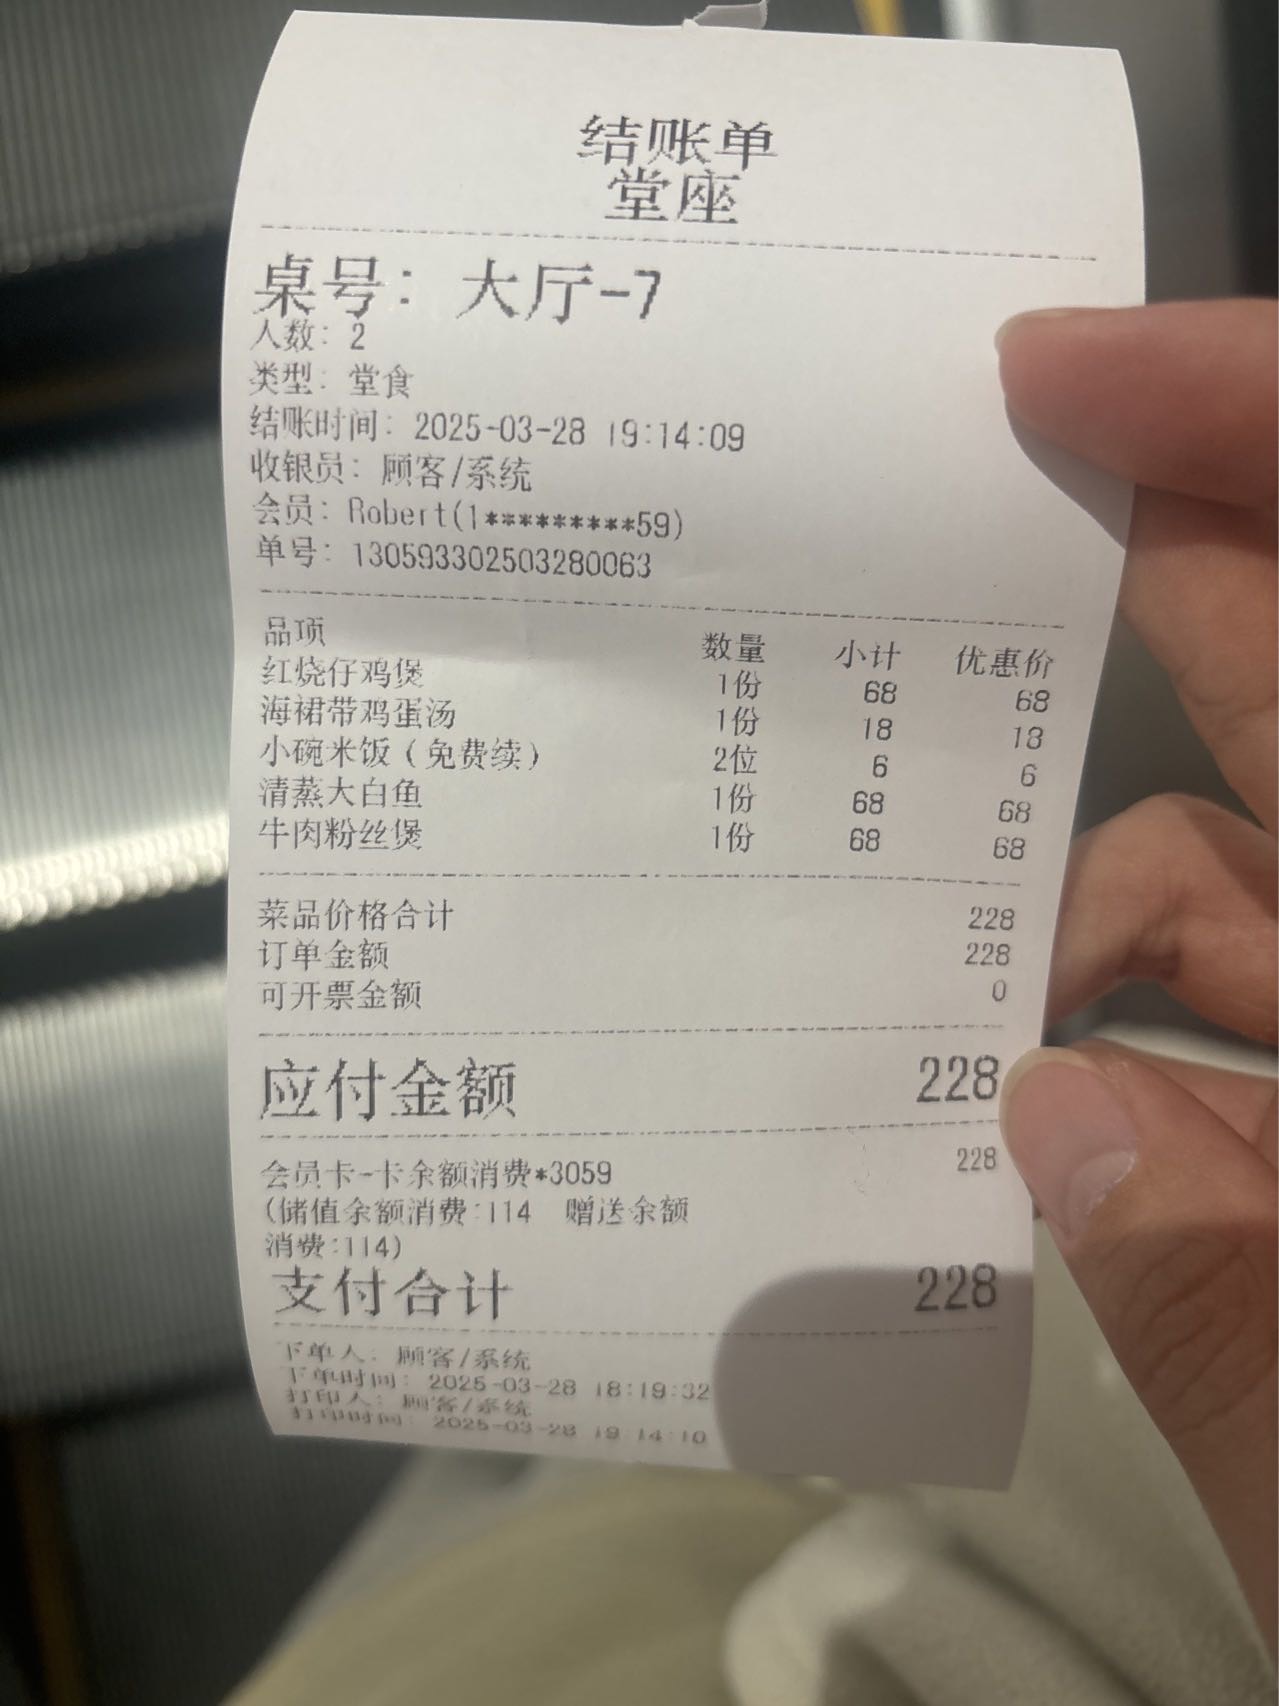 结账单
堂座
桌号: 大厅-7
人数: 2
类型: 堂食
结账时间: 2025-03-28 19:14:09
收银员: 顾客/系统
会员: Robert(1*********59)
单号: 130593302503280063
品项 数量 小计 优惠价
红烧仔鸡煲 1份 68 68
海裙带鸡蛋汤 1份 18 18
小碗米饭(免费续) 2位 6 6
清蒸大白鱼 1份 68 68
牛肉粉丝煲 1份 68 68
菜品价格合计 228
订单金额 228
可开票金额 0
应付金额 228
会员卡-卡余额消费*3059 228
(储值余额消费:114 赠送余额
消费:114)
支付合计 228
下单人: 顾客/系统
下单时间: 2025-03-28 18:19:32
打印人: 顾客/系统
打印时间: 2025-03-28 19:14:10